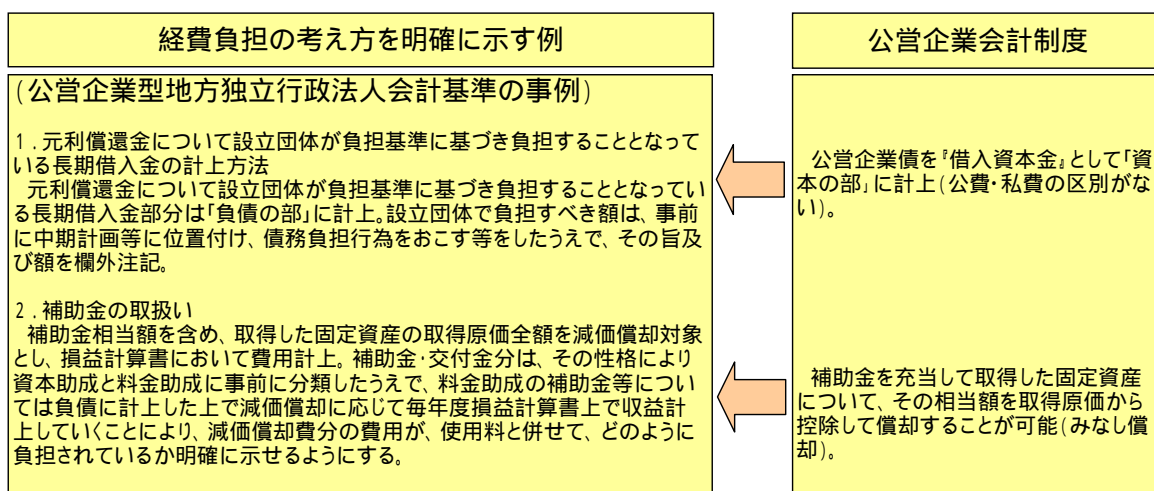 経費負担の考え方を明確に示す例
(公営企業型地方独立行政法人会計基準の事例)
1.元利償還金について設立団体が負担基準に基づき負担することとなって
いる長期借入金の計上方法
元利償還金について設立団体が負担基準に基づき負担することとなってい
る長期借入金部分は「負債の部」に計上。設立団体で負担すべき額は、事前
に中期計画等に位置付け、債務負担行為をおこす等をしたうえで、その旨及
び額を欄外注記。
2.補助金の取扱い
補助金相当額を含め、取得した固定資産の取得原価全額を減価償却対象
とし、損益計算書において費用計上。補助金・交付金分は、その性格により
資本助成と料金助成に事前に分類したうえで、料金助成の補助金等につい
ては負債に計上した上で減価償却に応じて毎年度損益計算書上で収益計
上していくことにより、減価償却費分の費用が、使用料と併せて、どのように
負担されているか明確に示せるようにする。
公営企業会計制度
公営企業債を『借入資本金』として「資
本の部」に計上(公費・私費の区別がな
い)。
補助金を充当して取得した固定資産
について、その相当額を取得原価から
控除して償却することが可能(みなし償
却)。